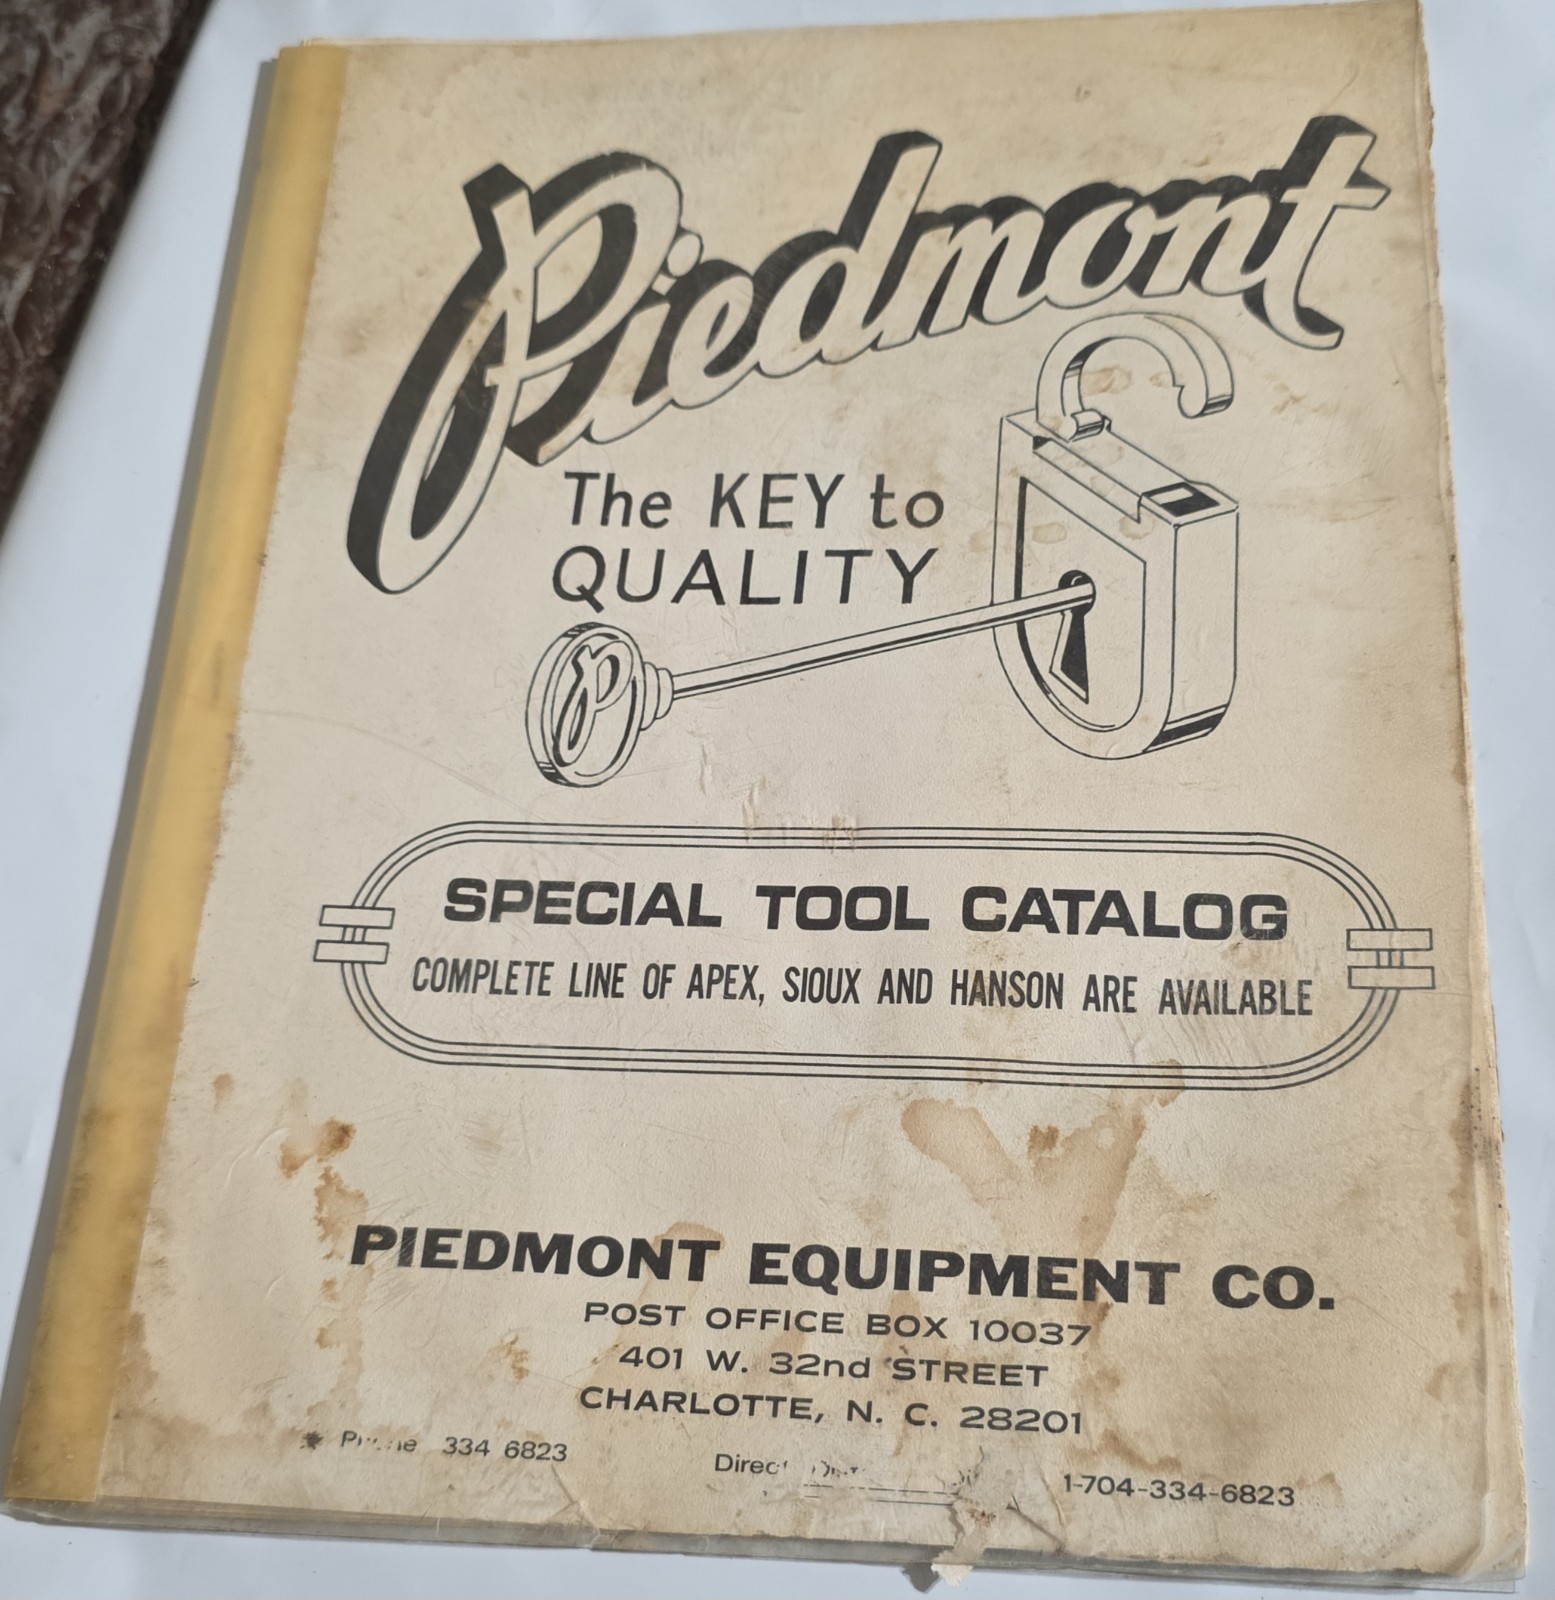 Piedmont
The KEY to
QUALITY
P
SPECIAL TOOL CATALOG
COMPLETE LINE OF APEX, SIOUX AND HANSON ARE AVAILABLE
PIEDMONT EQUIPMENT CO.
POST OFFICE BOX 10037
401 W. 32nd STREET
CHARLOTTE, N. C. 28201
334 6823
1-704-334-6823